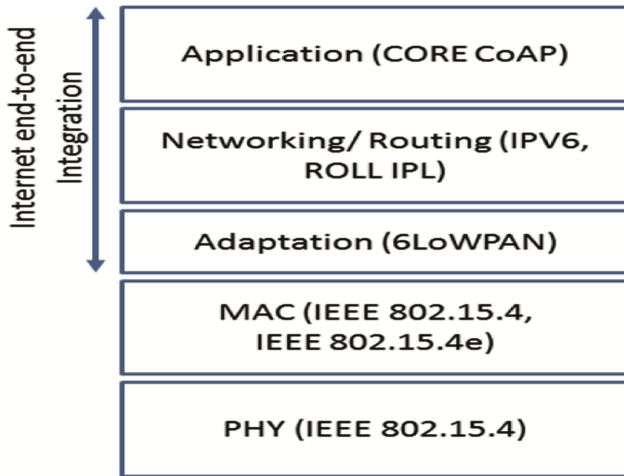 Internet end-to-end
Integration
Application (CORE CoAP)
Networking/ Routing (IPV6,
ROLL IPL)
Adaptation (6LoWPAN)
MAC (IEEE 802.15.4,
IEEE 802.15.4e)
PHY (IEEE 802.15.4)